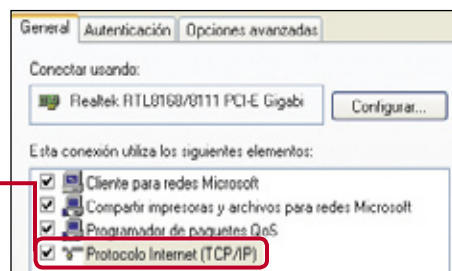 General Autenticación Opciones avanzadas
Conectar usando:
Realtek RTL8168/8111 PCI-E Gigabi Configurar...
Esta conexión utiliza los siguientes elementos:
Cliente para redes Microsoft
Compartir impresoras y archivos para redes Microsoft
Programador de paquetes QoS
Protocolo Internet (TCP/IP)